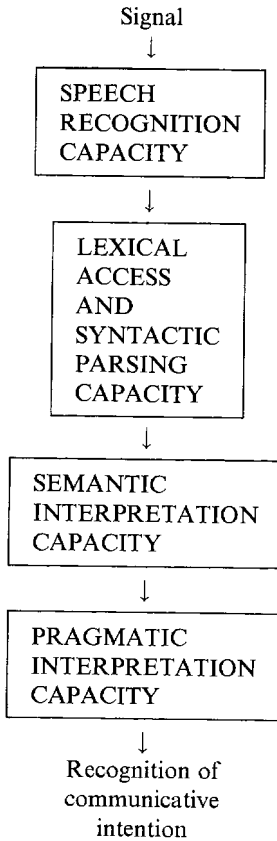 Signal
↓
SPEECH
RECOGNITION
CAPACITY
↓
LEXICAL
ACCESS
AND
SYNTACTIC
PARSING
CAPACITY
↓
SEMANTIC
INTERPRETATION
CAPACITY
↓
PRAGMATIC
INTERPRETATION
CAPACITY
↓
Recognition of
communicative
intention